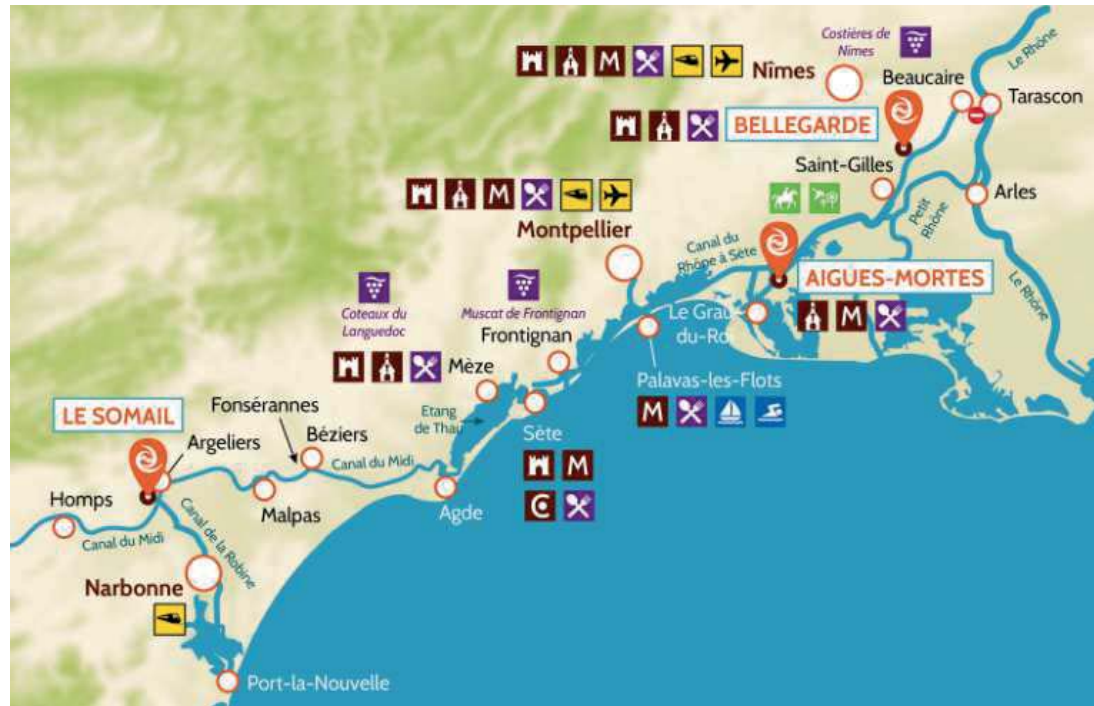 Costières de
Nîmes
Le Rhône
Nîmes
Beaucaire
Tarascon
BELLEGARDE
Saint-Gilles
Arles
Petit
Rhône
Le Rhône
Montpellier
Canal du
Rhône à Sète
AIGUES-MORTES
Coteaux du
Languedoc
Muscat de Frontignan
Frontignan
Le Grau-
du-Roi
Mèze
Palavas-les-Flots
Etang
de Thau
Sète
LE SOMAIL
Fonsérannes
Argeliers
Béziers
Canal du Midi
Homps
Malpas
Agde
Canal du Midi
Canal de la Robine
Narbonne
Port-la-Nouvelle
M
M
M
M
M